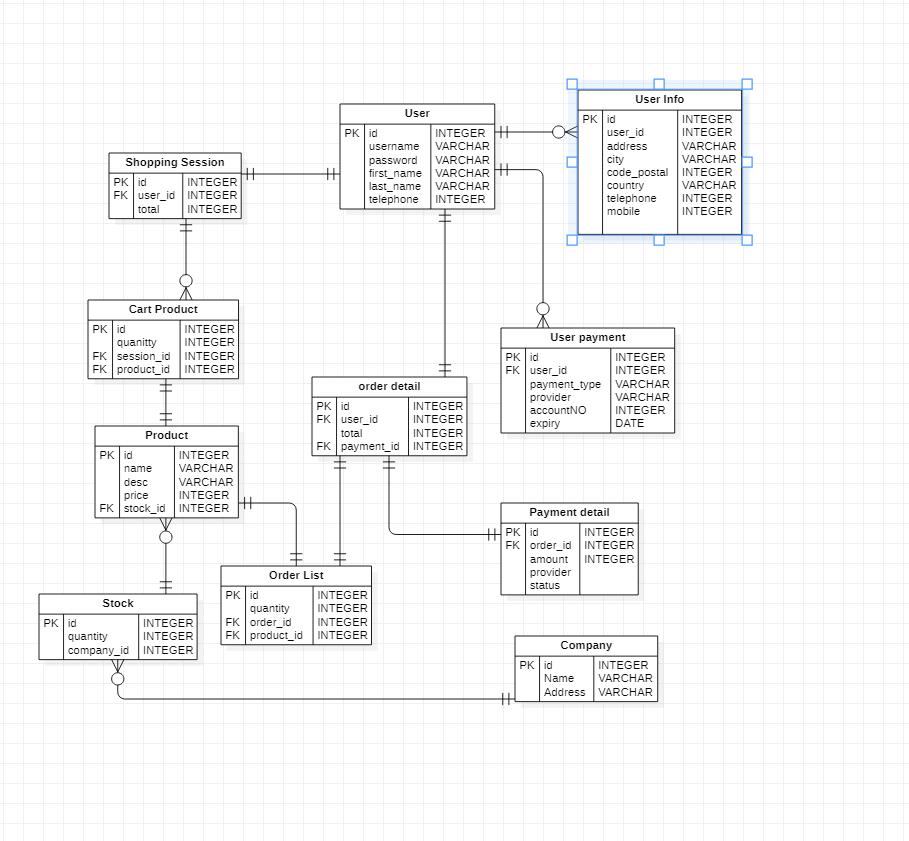 User Info
PK id INTEGER
user_id INTEGER
address VARCHAR
city VARCHAR
code_postal INTEGER
country VARCHAR
telephone INTEGER
mobile INTEGER
User
PK id INTEGER
username VARCHAR
password VARCHAR
first_name VARCHAR
last_name VARCHAR
telephone INTEGER
Shopping Session
PK id INTEGER
FK user_id INTEGER
total INTEGER
Cart Product
PK id INTEGER
quanitty INTEGER
FK session_id INTEGER
FK product_id INTEGER
User payment
PK id INTEGER
FK user_id INTEGER
payment_type VARCHAR
provider VARCHAR
accountNO INTEGER
expiry DATE
order detail
PK id INTEGER
FK user_id INTEGER
total INTEGER
FK payment_id INTEGER
Product
PK id INTEGER
name VARCHAR
desc VARCHAR
price INTEGER
FK stock_id INTEGER
Payment detail
PK id INTEGER
FK order_id INTEGER
amount INTEGER
provider
status
Order List
PK id INTEGER
quantity INTEGER
FK order_id INTEGER
FK product_id INTEGER
Stock
PK id INTEGER
quantity INTEGER
company_id INTEGER
Company
PK id INTEGER
Name VARCHAR
Address VARCHAR